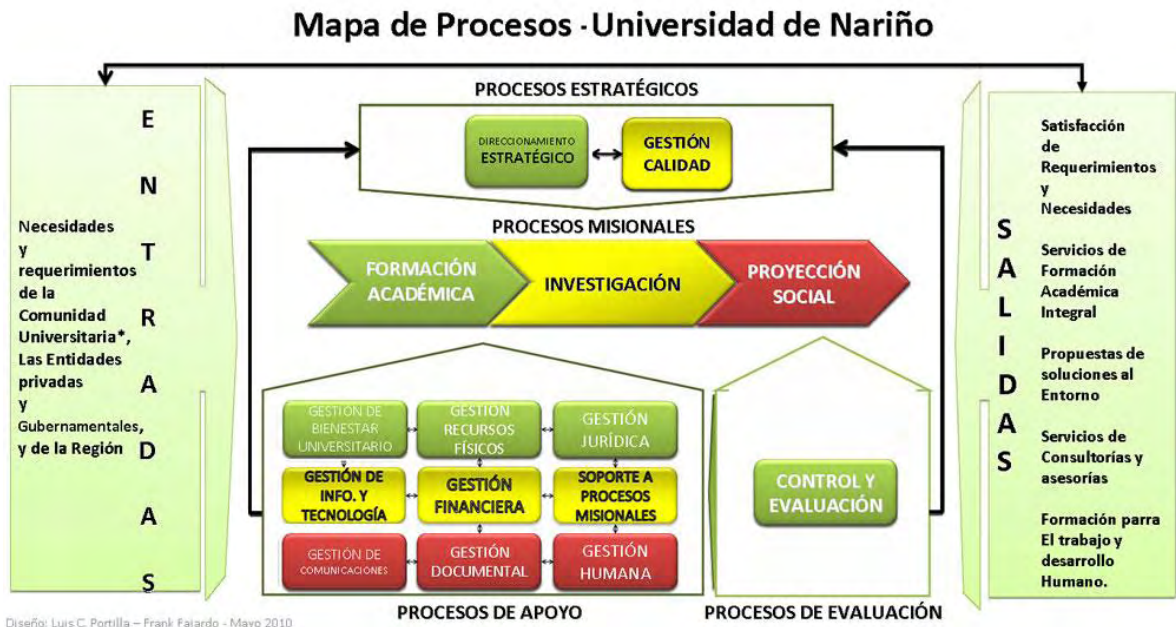 Mapa de Procesos - Universidad de Nariño
PROCESOS ESTRATÉGICOS
DIRECCIONAMIENTO
ESTRATÉGICO
GESTIÓN
CALIDAD
ENTRADAS
Necesidades
y
requerimientos
de la
Comunidad
Universitaria*,
Las Entidades
privadas
y
Gubernamentales,
y de la Región
PROCESOS MISIONALES
FORMACIÓN
ACADÉMICA
INVESTIGACIÓN
PROYECCIÓN
SOCIAL
GESTIÓN DE
BIENESTAR
UNIVERSITARIO
GESTIÓN
RECURSOS
FÍSICOS
GESTIÓN
JURÍDICA
GESTIÓN DE
INFO. Y
TECNOLOGÍA
GESTIÓN
FINANCIERA
SOPORTE A
PROCESOS
MISIONALES
GESTIÓN DE
COMUNICACIONES
GESTIÓN
DOCUMENTAL
GESTIÓN
HUMANA
PROCESOS DE APOYO
CONTROL Y
EVALUACIÓN
PROCESOS DE EVALUACIÓN
SALIDAS
Satisfacción
de
Requerimientos
y
Necesidades
Servicios de
Formación
Académica
Integral
Propuestas de
soluciones al
Entorno
Servicios de
Consultorías y
asesorías
Formación parra
El trabajo y
desarrollo
Humano.
Diseño: Luis C. Portilla – Frank Fajardo - Mayo 2010